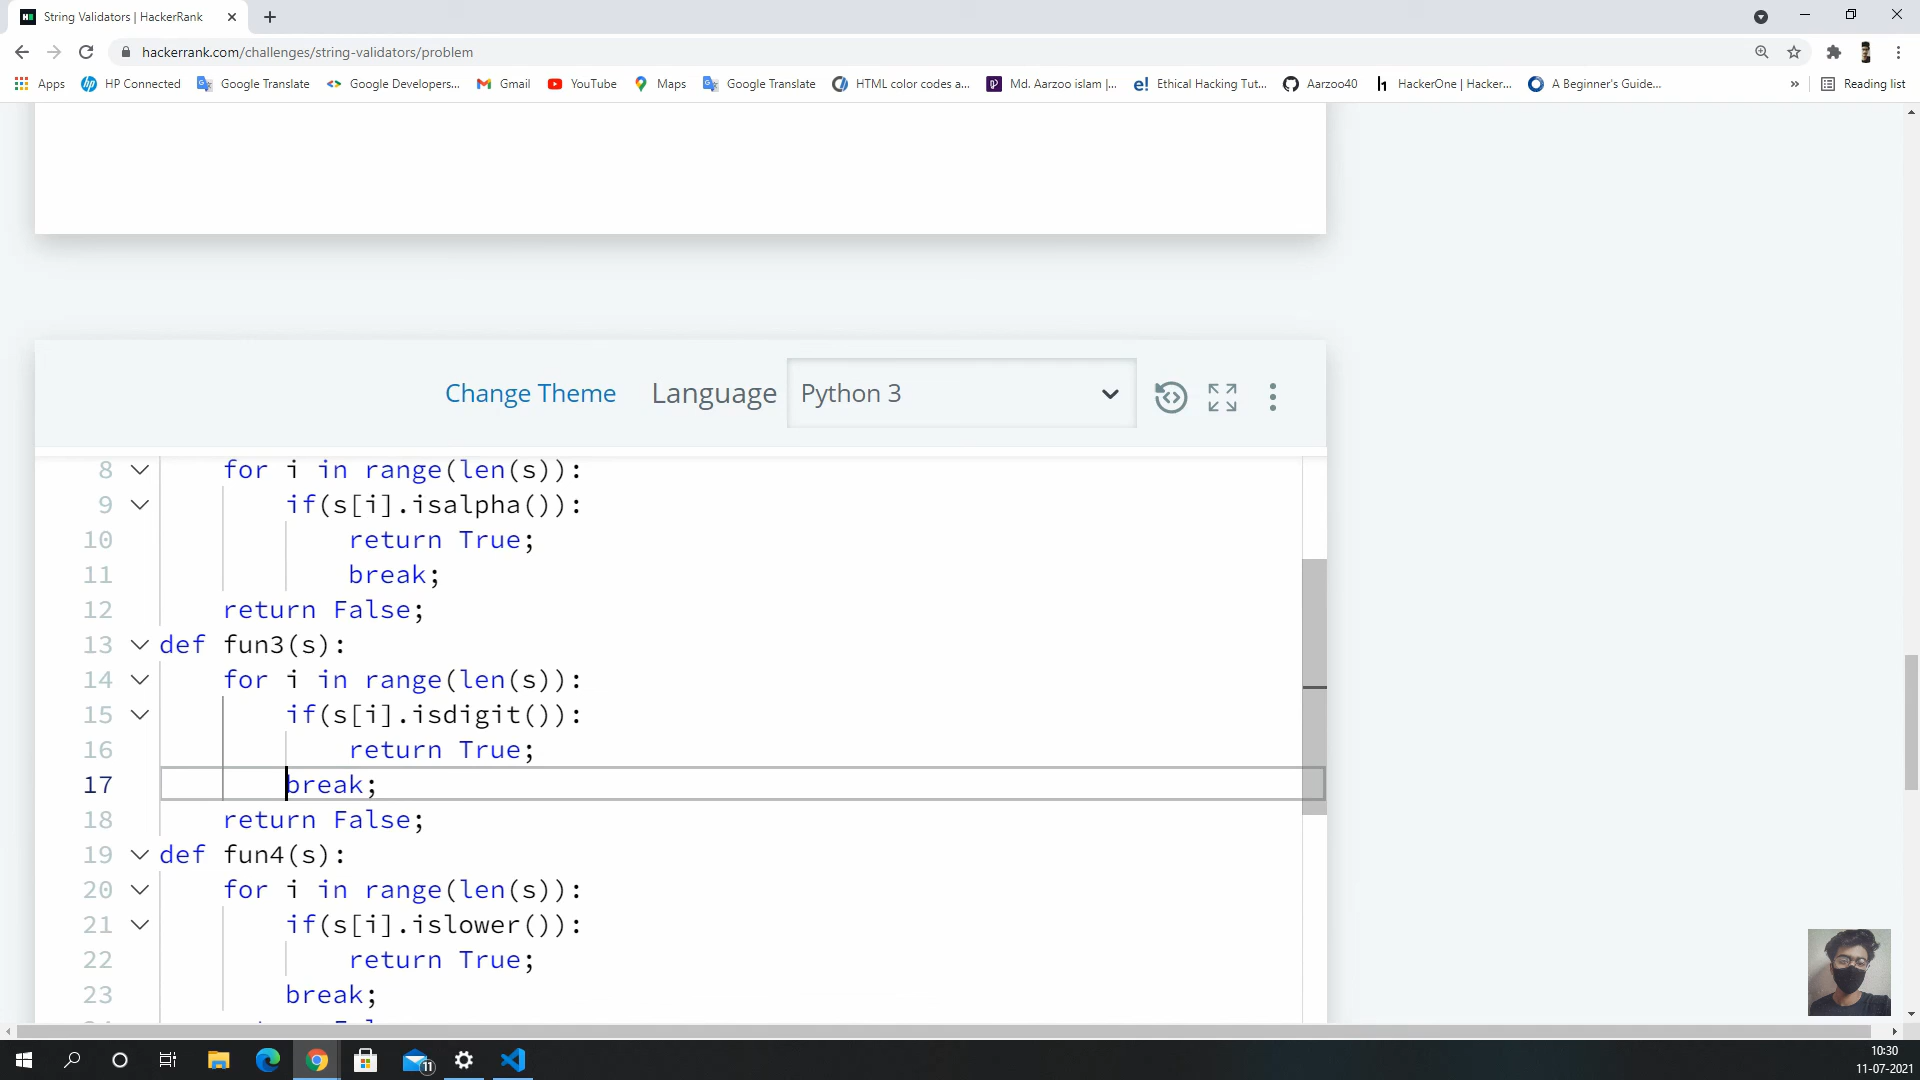 String Validators | HackerRank
hackerrank.com/challenges/string-validators/problem
Apps HP Connected Google Translate Google Developers... Gmail YouTube Maps Google Translate HTML color codes a... Md. Aarzoo islam |... Ethical Hacking Tut... Aarzoo40 HackerOne | Hacker... A Beginner's Guide... » Reading list
Change Theme Language Python 3
8 for i in range(len(s)):
9 if(s[i].isalpha()):
10 return True;
11 break;
12 return False;
13 def fun3(s):
14 for i in range(len(s)):
15 if(s[i].isdigit()):
16 return True;
17 break;
18 return False;
19 def fun4(s):
20 for i in range(len(s)):
21 if(s[i].islower()):
22 return True;
23 break;
11
10:30
11-07-2021